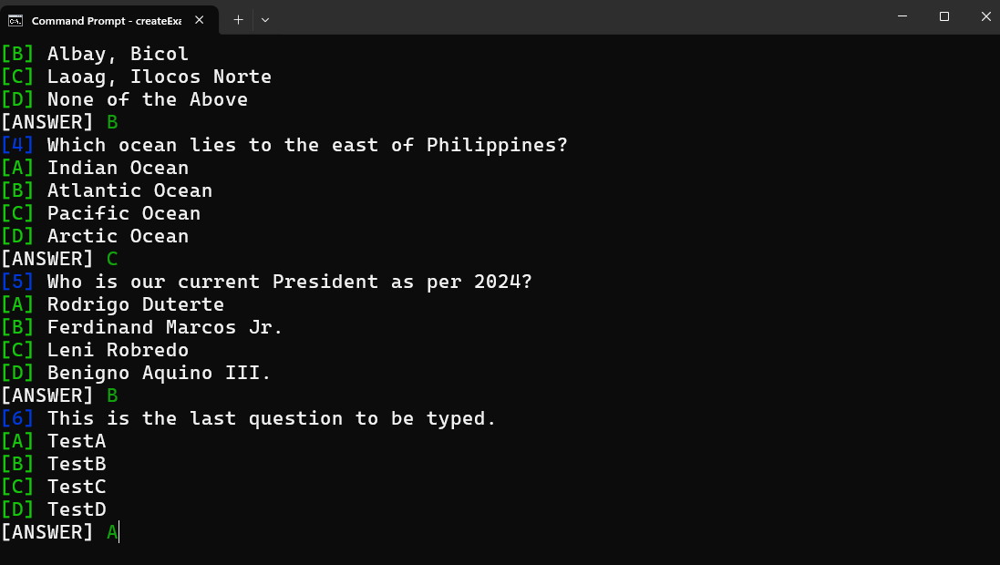 Command Prompt - createExa
[B] Albay, Bicol
[C] Laoag, Ilocos Norte
[D] None of the Above
[ANSWER] B
[4] Which ocean lies to the east of Philippines?
[A] Indian Ocean
[B] Atlantic Ocean
[C] Pacific Ocean
[D] Arctic Ocean
[ANSWER] C
[5] Who is our current President as per 2024?
[A] Rodrigo Duterte
[B] Ferdinand Marcos Jr.
[C] Leni Robredo
[D] Benigno Aquino III.
[ANSWER] B
[6] This is the last question to be typed.
[A] TestA
[B] TestB
[C] TestC
[D] TestD
[ANSWER] A